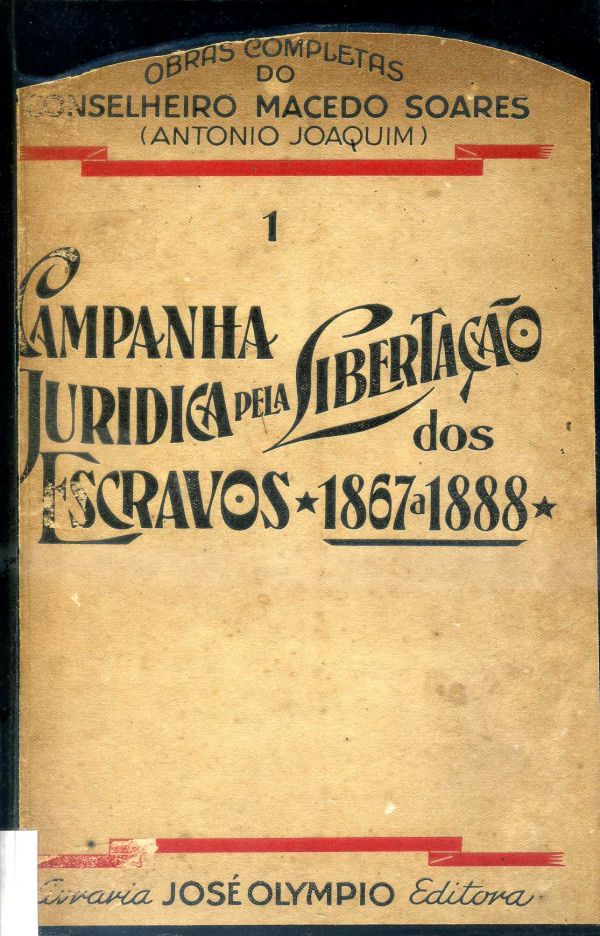 OBRAS COMPLETAS
DO
CONSELHEIRO MACEDO SOARES
(ANTONIO JOAQUIM)
1
CAMPANHA
JURIDICA PELA LIBERTAÇÃO
dos
ESCRAVOS ★ 1867 a 1888 ★
Livraria JOSÉ OLYMPIO Editora